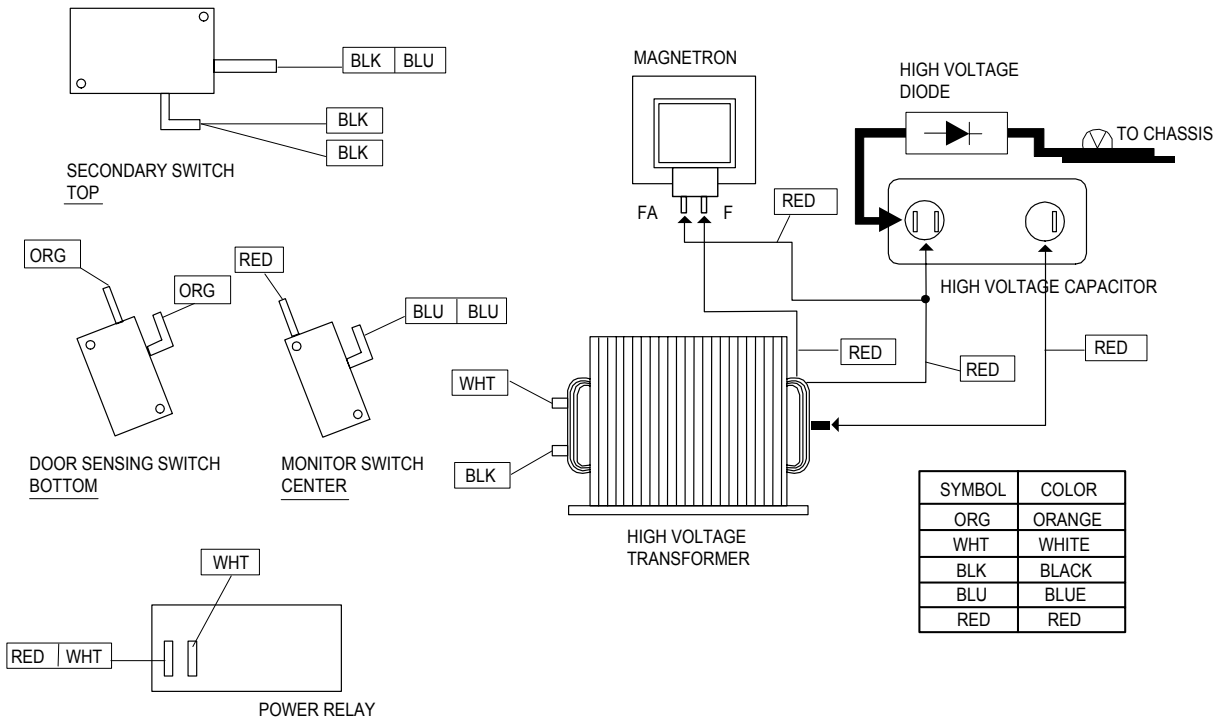 BLK BLU
BLK
BLK
SECONDARY SWITCH
TOP
MAGNETRON
FA F
RED
HIGH VOLTAGE
DIODE
TO CHASSIS
HIGH VOLTAGE CAPACITOR
ORG
ORG
DOOR SENSING SWITCH
BOTTOM
RED
BLU BLU
MONITOR SWITCH
CENTER
WHT
BLK
RED
RED
RED
HIGH VOLTAGE
TRANSFORMER
SYMBOL COLOR
ORG ORANGE
WHT WHITE
BLK BLACK
BLU BLUE
RED RED
WHT
RED WHT
POWER RELAY